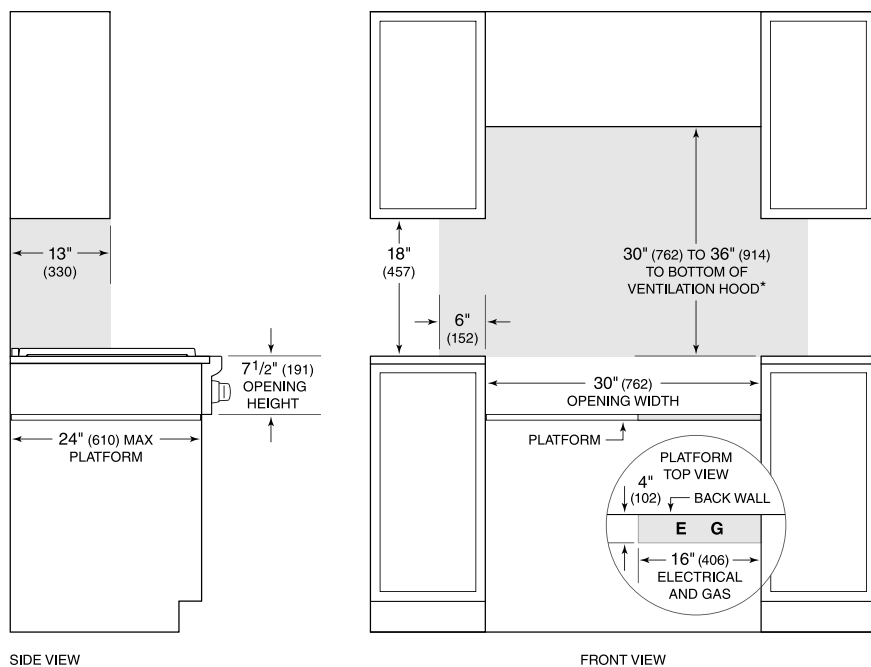 13"
(330)
7 1/2" (191)
OPENING
HEIGHT
24" (610) MAX
PLATFORM
SIDE VIEW
18"
(457)
30" (762) TO 36" (914)
TO BOTTOM OF
VENTILATION HOOD*
6"
(152)
30" (762)
OPENING WIDTH
PLATFORM
PLATFORM
TOP VIEW
4"
(102)
BACK WALL
E G
16" (406)
ELECTRICAL
AND GAS
FRONT VIEW